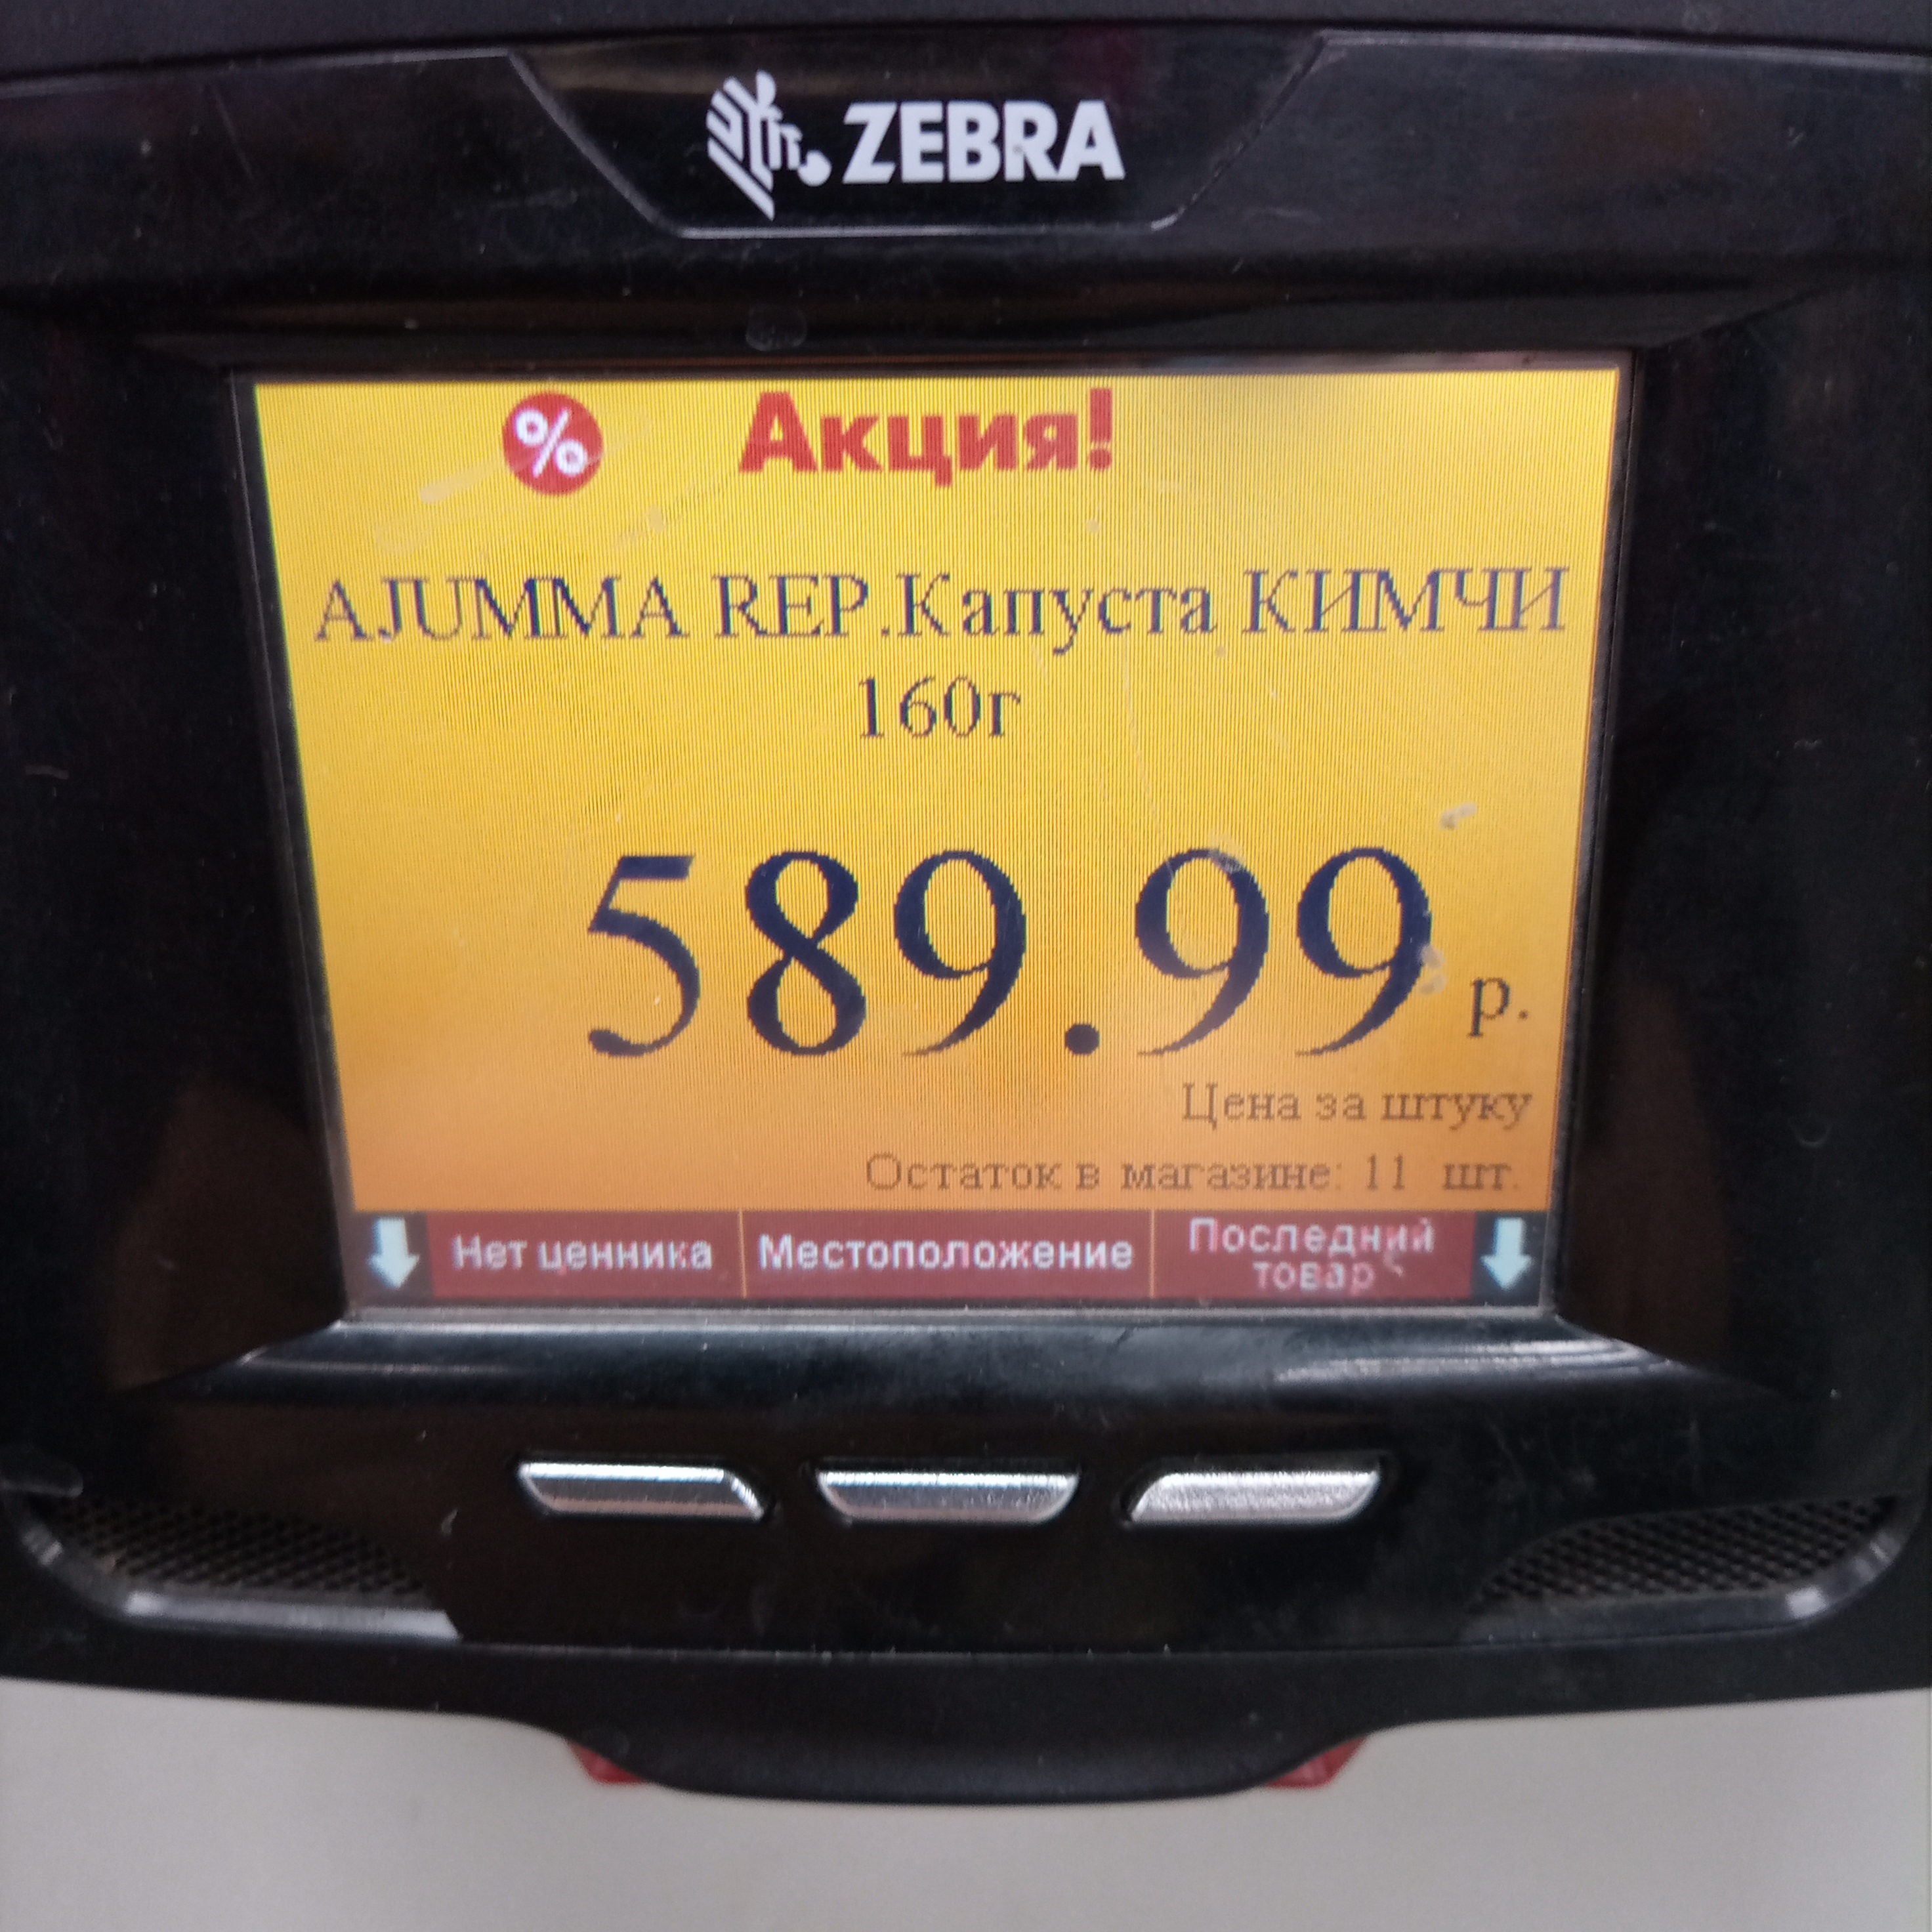 ZEBRA
% Акция!
AJUMMA REP.Капуста КИМЧИ
160г
589.99 р.
Цена за штуку
Остаток в магазине: 11 шт.
Нет ценника
Местоположение
Последний
товар